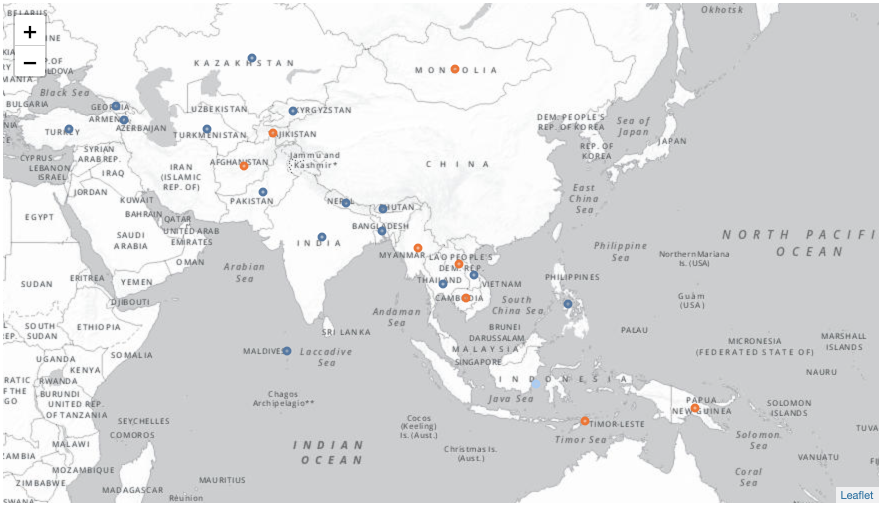 BELARUS
Okhotsk
+
−
KAZAKHSTAN
MONGOLIA
Black Sea
BULGARIA
GEORGIA
UZBEKISTAN
KYRGYZSTAN
DEM. PEOPLE'S
REP. OF KOREA
Sea of
Japan
ARMEN
AZERBAIJAN
TURKEY
TURKMENISTAN
JIKISTAN
JAPAN
REP. OF
KOREA
CYPRUS
SYRIAN
ARAB REP.
LEBANON
ISRAEL
IRAQ
IRAN
(ISLAMIC
REP. OF)
AFGHANISTAN
Jammu and
Kashmir*
CHINA
JORDAN
KUWAIT
PAKISTAN
NEPAL
BHUTAN
East
China
Sea
EGYPT
BAHRAIN
QATAR
UNITED ARAB
EMIRATES
SAUDI
ARABIA
INDIA
BANGLADESH
NORTH PACIFI
OCEAN
OMAN
MYANMAR
LAO PEOPLE'S
DEM. REP.
Philippine
Sea
Northern Mariana
Is. (USA)
Arabian
Sea
SUDAN
ERITREA
YEMEN
THAILAND
VIETNAM
PHILIPPINES
DJIBOUTI
CAMBODIA
South
China Sea
Guam
(USA)
Andaman
Sea
SOUTH
SUDAN
ETHIOPIA
SRI LANKA
BRUNEI
DARUSSALAM
PALAU
MICRONESIA
(FEDERATED STATE OF)
MARSHALL
ISLANDS
SOMALIA
MALDIVES
Laccadive
Sea
MALAYSIA
SINGAPORE
UGANDA
KENYA
NAURU
RATIC
F THE
GO
RWANDA
BURUNDI
INDONESIA
UNITED REP.
OF TANZANIA
Chagos
Archipelagio**
Java Sea
PAPUA
NEW GUINEA
SOLOMON
ISLANDS
SEYCHELLES
COMOROS
Cocos
(Keeling)
Is. (Aust.)
TIMOR-LESTE
Timor Sea
Solomon
Sea
TUVA
MALAWI
INDIAN
OCEAN
Christmas Is.
(Aust.)
ZAMBIA
MOZAMBIQUE
VANUATU
FIJ
ZIMBABWE
MADAGASCAR
MAURITIUS
Coral
Sea
Réunion
SWANA
Leaflet